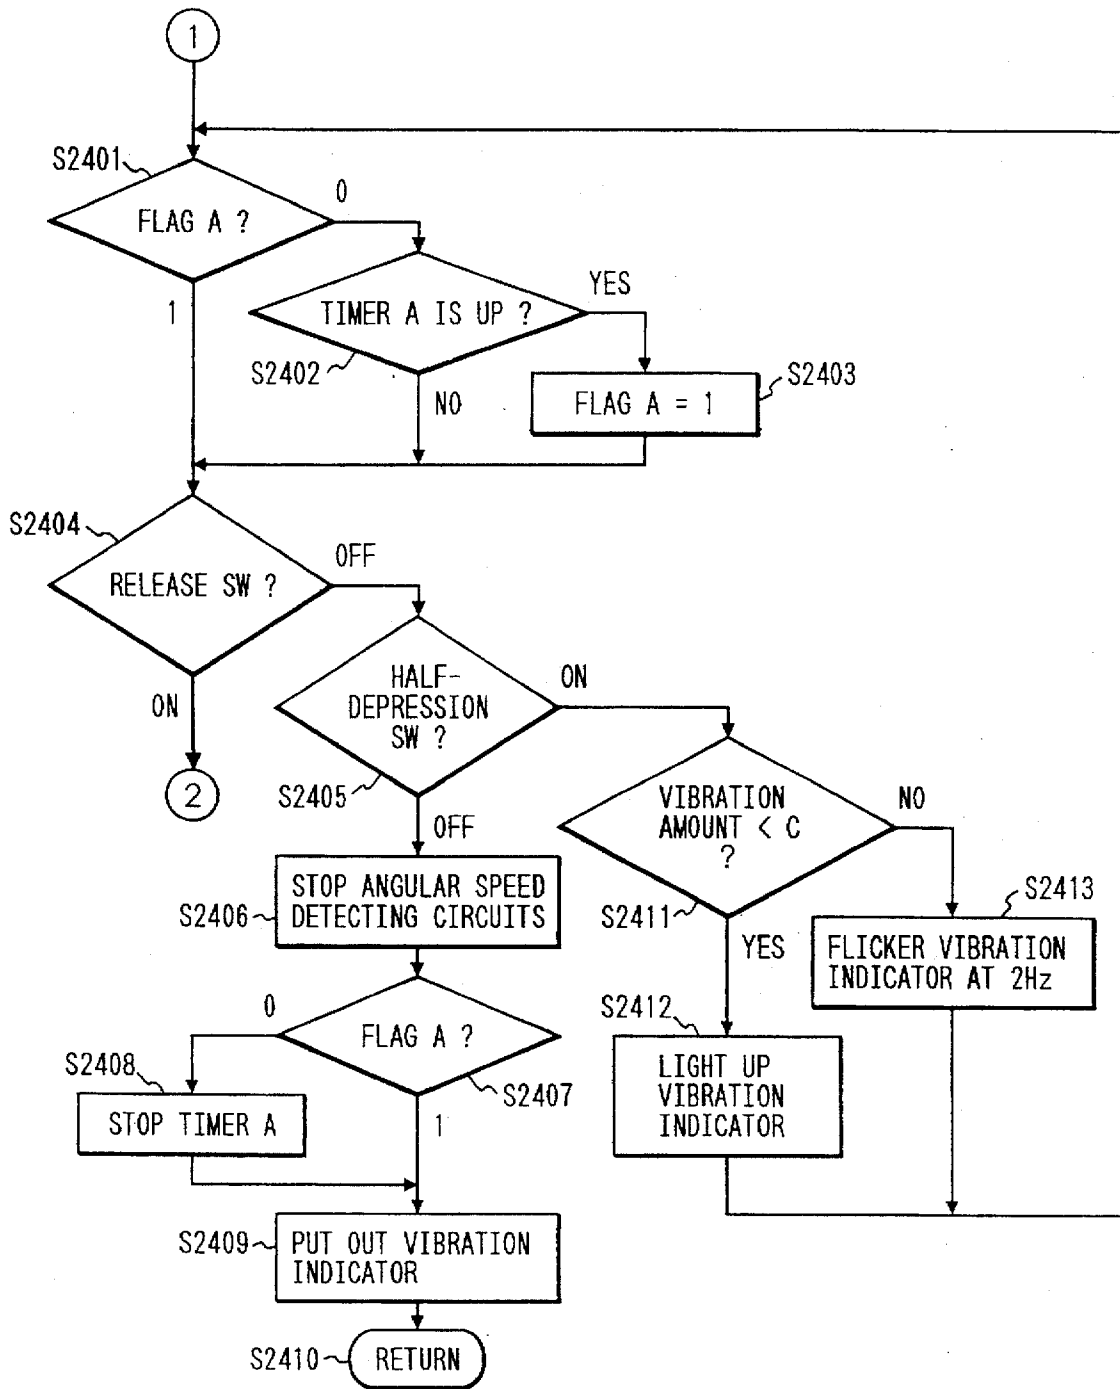 1
S2401
0
FLAG A ?
1
YES
TIMER A IS UP ?
S2402
NO
S2403
FLAG A = 1
S2404
OFF
RELEASE SW ?
ON
2
HALF-
DEPRESSION
SW ?
ON
S2405
OFF
VIBRATION
AMOUNT < C
?
NO
S2411
YES
STOP ANGULAR SPEED
DETECTING CIRCUITS
S2406
S2413
FLICKER VIBRATION
INDICATOR AT 2Hz
0
FLAG A ?
S2407
1
S2408
STOP TIMER A
S2412
LIGHT UP
VIBRATION
INDICATOR
S2409
PUT OUT VIBRATION
INDICATOR
S2410
RETURN